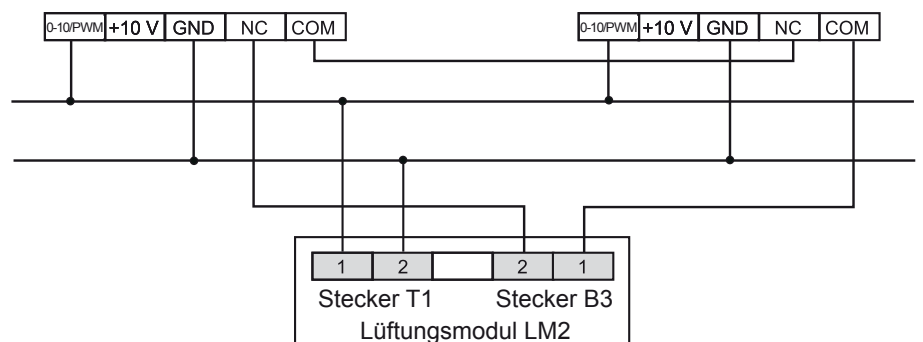 0-10/PWM +10 V GND NC COM 0-10/PWM +10 V GND NC COM
1 2 2 1
Stecker T1 Stecker B3
Lüftungsmodul LM2